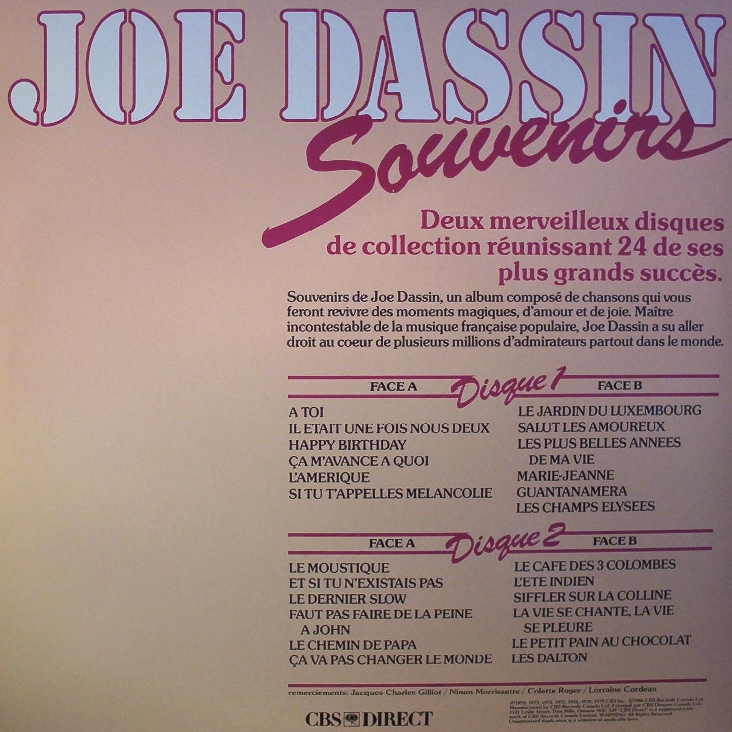 JOE DASSIN
Souvenirs
Deux merveilleux disques
de collection réunissant 24 de ses
plus grands succès.
Souvenirs de Joe Dassin, un album composé de chansons qui vous
feront revivre des moments magiques, d'amour et de joie. Maître
incontestable de la musique française populaire, Joe Dassin a su aller
droit au coeur de plusieurs millions d'admirateurs partout dans le monde.
Disque 1
FACE A
A TOI
IL ETAIT UNE FOIS NOUS DEUX
HAPPY BIRTHDAY
ÇA M'AVANCE A QUOI
L'AMERIQUE
SI TU T'APPELLES MELANCOLIE
FACE B
LE JARDIN DU LUXEMBOURG
SALUT LES AMOUREUX
LES PLUS BELLES ANNEES
DE MA VIE
MARIE-JEANNE
GUANTANAMERA
LES CHAMPS ELYSEES
Disque 2
FACE A
LE MOUSTIQUE
ET SI TU N'EXISTAIS PAS
LE DERNIER SLOW
FAUT PAS FAIRE DE LA PEINE
A JOHN
LE CHEMIN DE PAPA
ÇA VA PAS CHANGER LE MONDE
FACE B
LE CAFE DES 3 COLOMBES
L'ETE INDIEN
SIFFLER SUR LA COLLINE
LA VIE SE CHANTE, LA VIE
SE PLEURE
LE PETIT PAIN AU CHOCOLAT
LES DALTON
remerciements: Jacques Charles Gilliot / Ninon Morrissette / Colette Roger / Lorraine Cordeau
CBS DIRECT